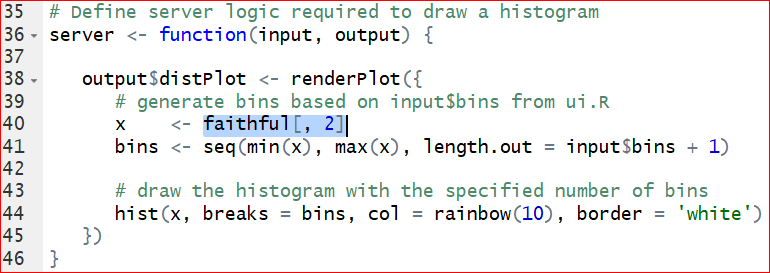 35 # Define server logic required to draw a histogram
36 server <- function(input, output) {
37
38 output$distPlot <- renderPlot({
39 # generate bins based on input$bins from ui.R
40 x <- faithful[, 2]
41 bins <- seq(min(x), max(x), length.out = input$bins + 1)
42
43 # draw the histogram with the specified number of bins
44 hist(x, breaks = bins, col = rainbow(10), border = 'white')
45 })
46 }